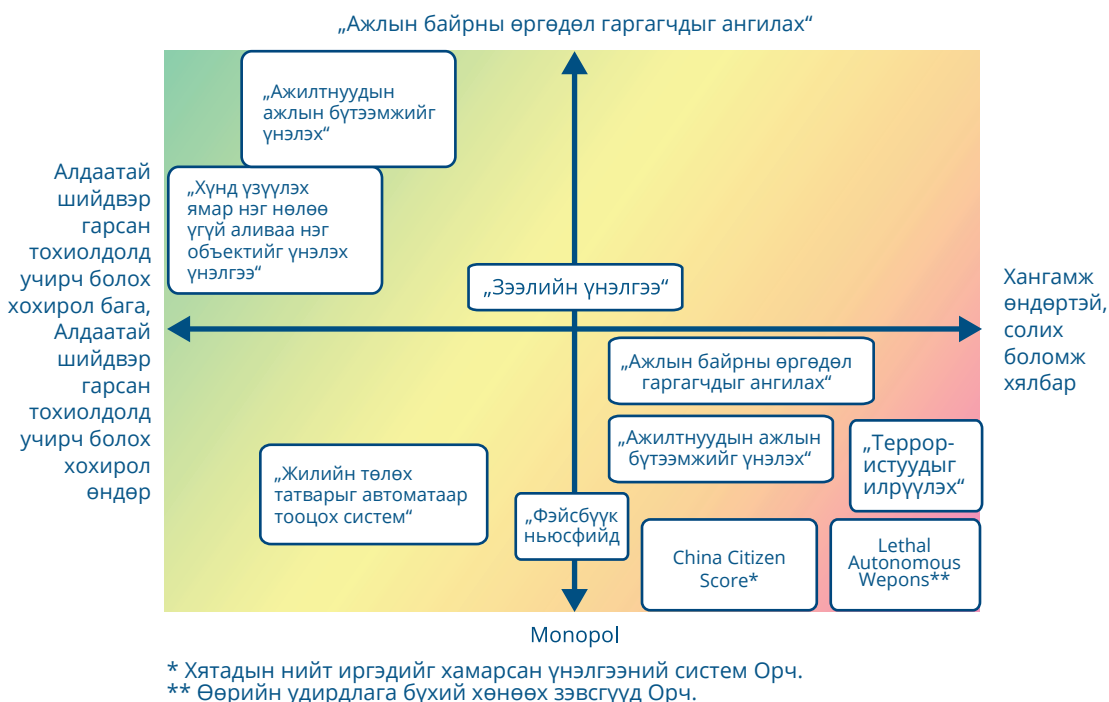 „Ажлын байрны өргөдөл гаргагчдыг ангилах“
„Ажилтнуудын
ажлын бүтээмжийг
үнэлэх“
Алдаатай
шийдвэр
гарсан
тохиолдолд
учирч болох
хохирол бага,
Алдаатай
шийдвэр
гарсан
тохиолдолд
учирч болох
хохирол
өндөр
„Хүнд үзүүлэх
ямар нэг нөлөө
үгүй аливаа нэг
объектийг үнэлэх
үнэлгээ“
„Зээлийн үнэлгээ“
Хангамж
өндөртэй,
солих
боломж
хялбар
„Ажлын байрны өргөдөл
гаргагчдыг ангилах“
„Ажилтнуудын ажлын
бүтээмжийг үнэлэх“
„Террор-
истуудыг
илрүүлэх“
„Жилийн төлөх
татварыг автоматаар
тооцох систем“
„Фэйсбүүк
ньюсфийд
China Citizen
Score*
Lethal
Autonomous
Wepons**
Monopol
* Хятадын нийт иргэдийг хамарсан үнэлгээний систем Орч.
** Өөрийн удирдлага бүхий хөнөөх зэвсгүүд Орч.